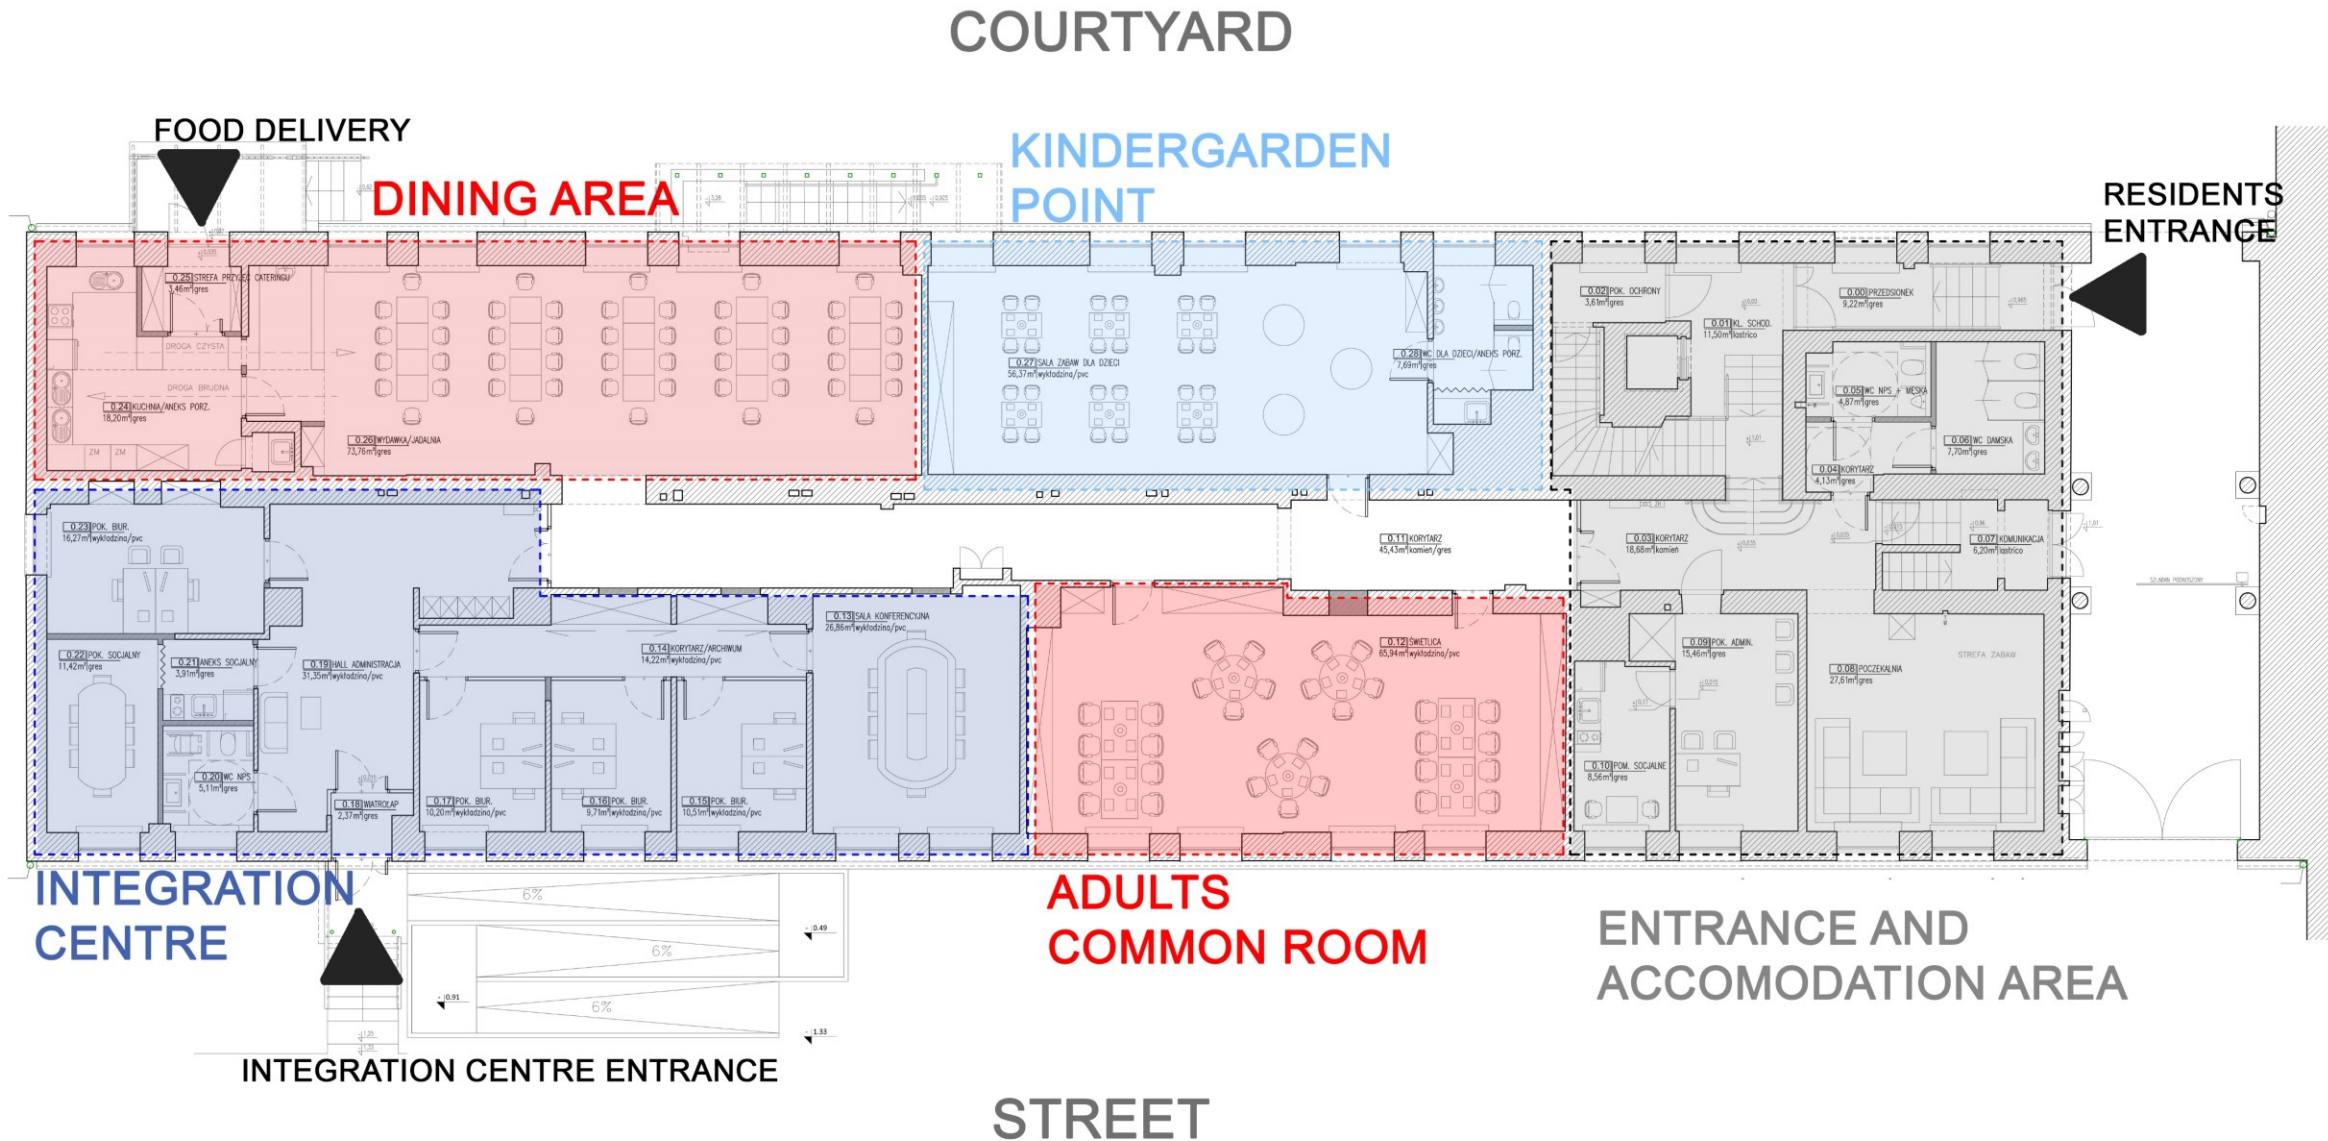 COURTYARD
FOOD DELIVERY
DINING AREA
KINDERGARDEN
POINT
RESIDENTS
ENTRANCE
0.25 STREFA PRZYJĘĆ CATERINGU
3,46m² gres
DROGA CZYSTA
DROGA BRUDNA
0.24 KUCHNIA/ANEKS PORZ.
18,20m² gres
ZM ZM
0.26 WYDAWKA/JADALNIA
73,76m² gres
0.27 SALA ZABAW DLA DZIECI
56,37m² wykładzina/pvc
0.28 WC DLA DZIECI/ANEKS PORZ.
7,69m² gres
0.02 POK. OCHRONY
3,61m² gres
0.01 KL. SCHOD.
11,50m² lastrico
0.00 PRZEDSIONEK
9,22m² gres
0.05 WC NPS + MĘSKA
4,87m² gres
0.06 WC DAMSKA
7,70m² gres
0.04 KORYTARZ
4,13m² gres
0.23 POK. BIUR.
16,27m² wykładzina/pvc
0.11 KORYTARZ
45,43m² kamień/gres
0.03 KORYTARZ
18,68m² kamień
0.07 KOMUNIKACJA
6,20m² lastrico
SZLABAN PODNOSZONY
0.22 POK. SOCJALNY
11,42m² gres
0.21 ANEKS SOCJALNY
3,91m² gres
0.19 HALL ADMINISTRACJA
31,35m² wykładzina/pvc
0.14 KORYTARZ/ARCHIWUM
14,22m² wykładzina/pvc
0.13 SALA KONFERENCYJNA
26,86m² wykładzina/pvc
0.12 ŚWIETLICA
65,94m² wykładzina/pvc
0.09 POK. ADMIN.
15,46m² gres
STREFA ZABAW
0.08 POCZEKALNIA
27,61m² gres
0.20 WC NPS
5,11m² gres
0.18 WIATROŁAP
2,37m² gres
0.17 POK. BIUR.
10,20m² wykładzina/pvc
0.16 POK. BIUR.
9,71m² wykładzina/pvc
0.15 POK. BIUR.
10,51m² wykładzina/pvc
0.10 POM. SOCJALNE
8,56m² gres
INTEGRATION
CENTRE
ADULTS
COMMON ROOM
ENTRANCE AND
ACCOMODATION AREA
6%
- 0.49
6%
- 0.91
6%
- 1.33
INTEGRATION CENTRE ENTRANCE
STREET